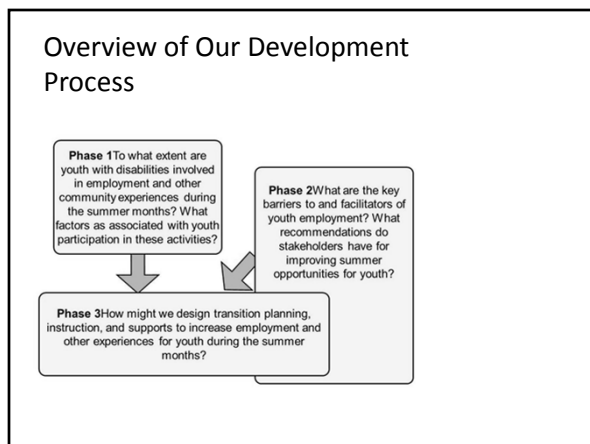 Overview of Our Development
Process
Phase 1To what extent are
youth with disabilities involved
in employment and other
community experiences during
the summer months? What
factors as associated with youth
participation in these activities?
Phase 2What are the key
barriers to and facilitators of
youth employment? What
recommendations do
stakeholders have for
improving summer
opportunities for youth?
Phase 3How might we design transition planning,
instruction, and supports to increase employment and
other experiences for youth during the summer
months?